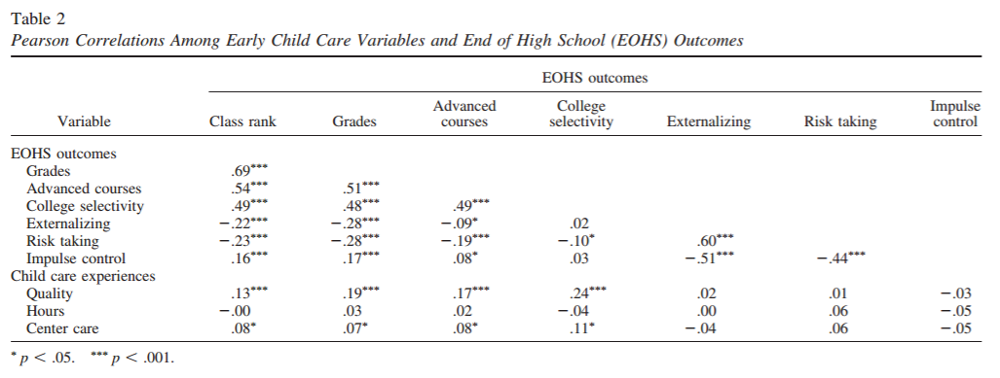 Table 2
Pearson Correlations Among Early Child Care Variables and End of High School (EOHS) Outcomes
EOHS outcomes
Variable Class rank Grades Advanced courses College selectivity Externalizing Risk taking Impulse control
EOHS outcomes
Grades .69***
Advanced courses .54*** .51***
College selectivity .49*** .48*** .49***
Externalizing −.22*** −.28*** −.09* .02
Risk taking −.23*** −.28*** −.19*** −.10* .60***
Impulse control .16*** .17*** .08* .03 −.51*** −.44***
Child care experiences
Quality .13*** .19*** .17*** .24*** .02 .01 −.03
Hours −.00 .03 .02 −.04 .00 .06 −.05
Center care .08* .07* .08* .11* −.04 .06 −.05
* p < .05. *** p < .001.